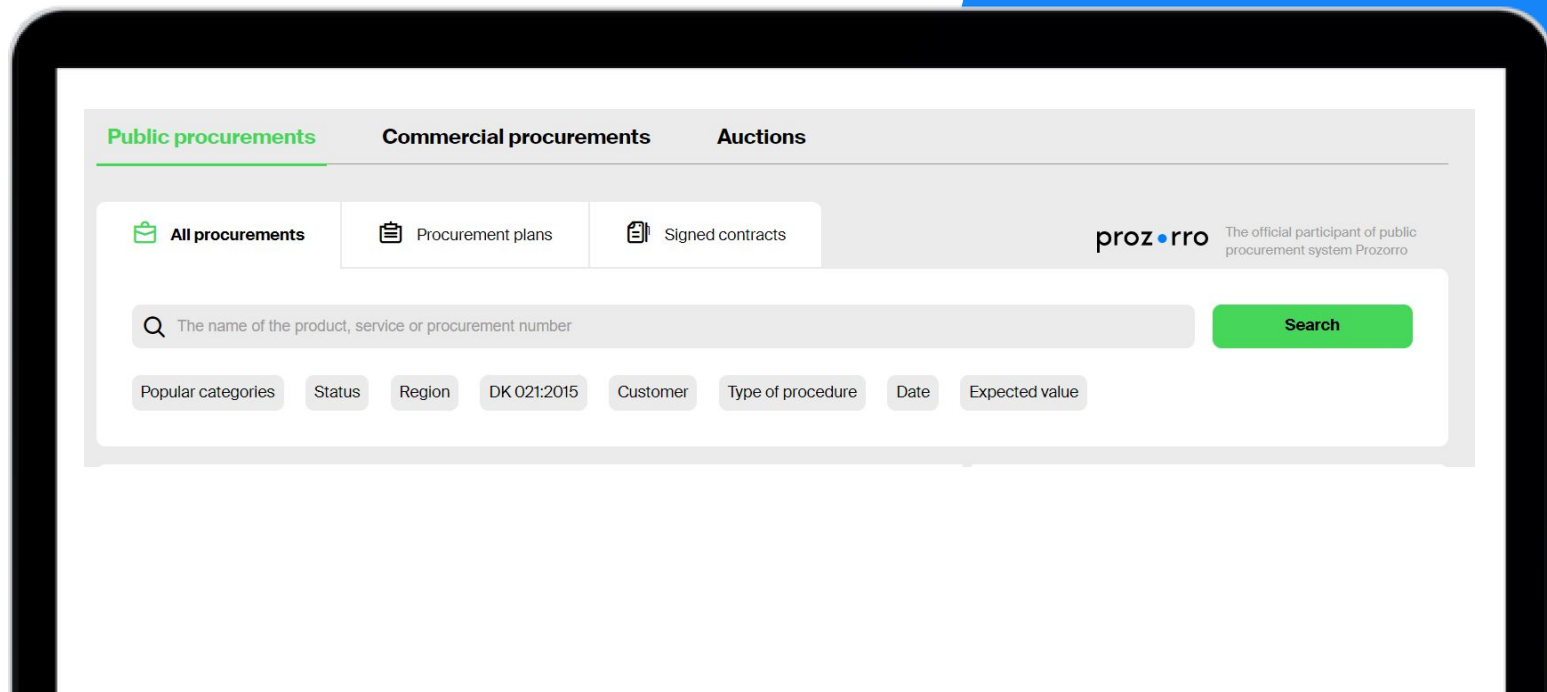 Public procurements Commercial procurements Auctions
All procurements Procurement plans Signed contracts
proz•rro The official participant of public
procurement system Prozorro
The name of the product, service or procurement number Search
Popular categories Status Region DK 021:2015 Customer Type of procedure Date Expected value